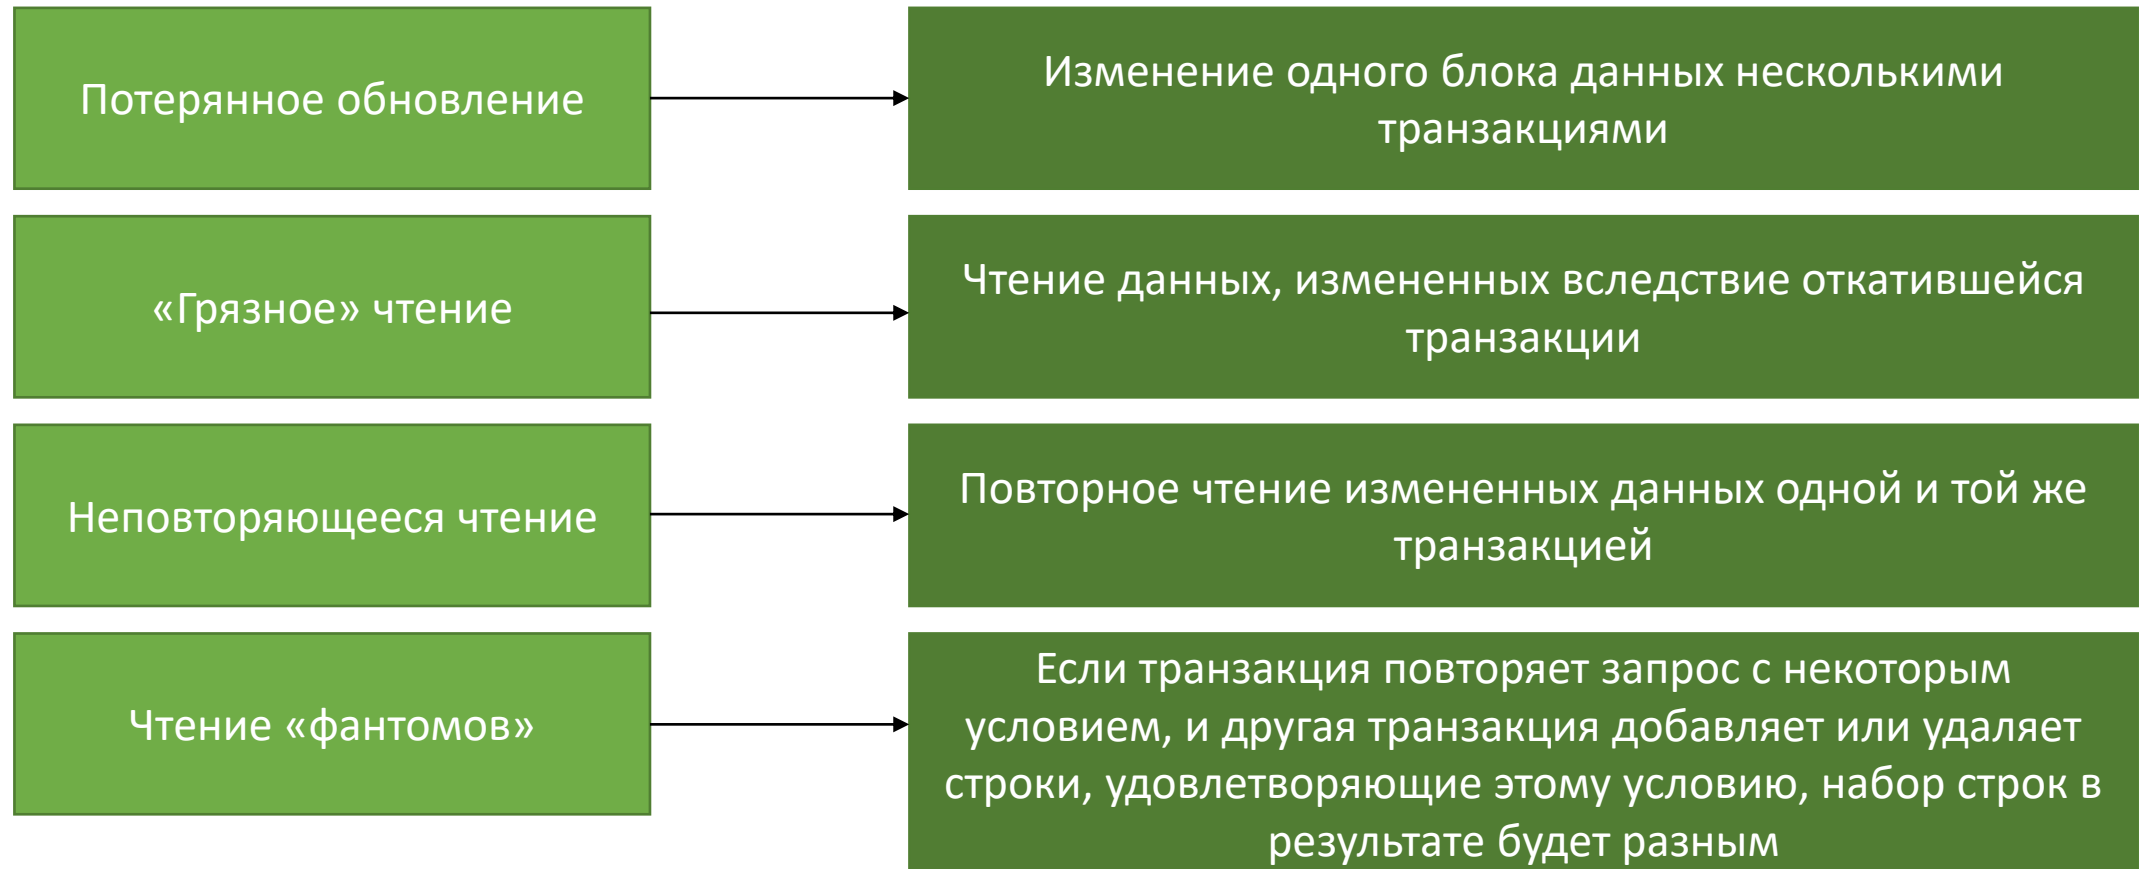 Потерянное обновление
Изменение одного блока данных несколькими
транзакциями
«Грязное» чтение
Чтение данных, измененных вследствие откатившейся
транзакции
Неповторяющееся чтение
Повторное чтение измененных данных одной и той же
транзакцией
Чтение «фантомов»
Если транзакция повторяет запрос с некоторым
условием, и другая транзакция добавляет или удаляет
строки, удовлетворяющие этому условию, набор строк в
результате будет разным